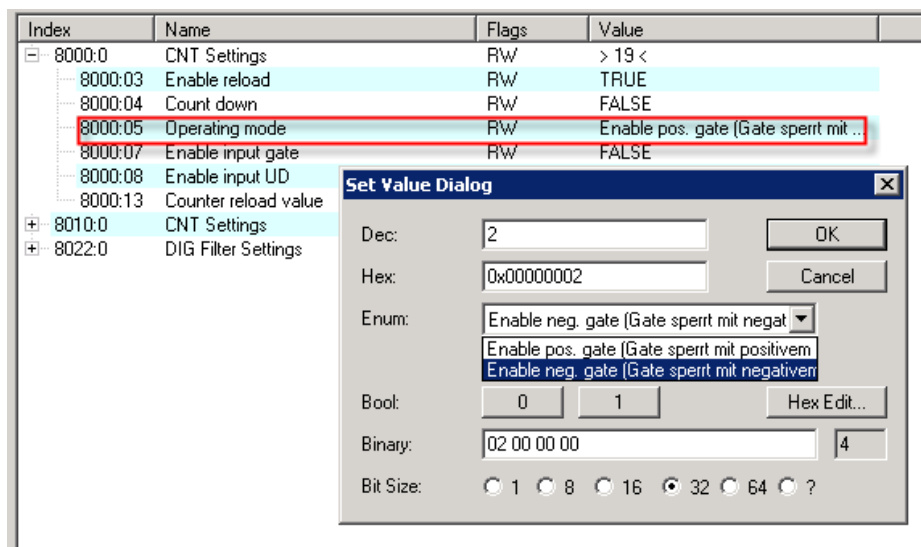 Index Name Flags Value
8000:0 CNT Settings RW > 19 <
8000:03 Enable reload RW TRUE
8000:04 Count down RW FALSE
8000:05 Operating mode RW Enable pos. gate (Gate sperrt mit ...
8000:07 Enable input gate RW FALSE
8000:08 Enable input UD
8000:13 Counter reload value
8010:0 CNT Settings
8022:0 DIG Filter Settings
Set Value Dialog
Dec: 2 OK
Hex: 0x00000002 Cancel
Enum: Enable neg. gate (Gate sperrt mit negat
Enable pos. gate (Gate sperrt mit positivem
Enable neg. gate (Gate sperrt mit negativem
Bool: 0 1 Hex Edit...
Binary: 02 00 00 00 4
Bit Size: 1 8 16 32 64 ?